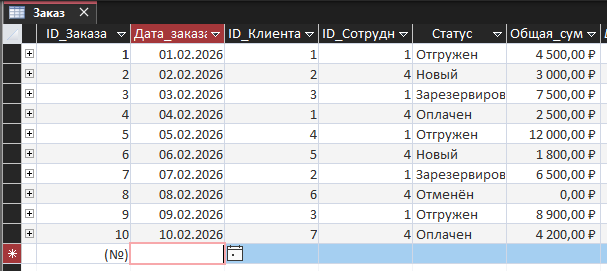 Заказ
ID_Заказа Дата_заказа ID_Клиента ID_Сотрудн Статус Общая_сум
1 01.02.2026 1 1 Отгружен 4 500,00 ₽
2 02.02.2026 2 4 Новый 3 000,00 ₽
3 03.02.2026 3 1 Зарезервиров 7 500,00 ₽
4 04.02.2026 1 4 Оплачен 2 500,00 ₽
5 05.02.2026 4 1 Отгружен 12 000,00 ₽
6 06.02.2026 5 4 Новый 1 800,00 ₽
7 07.02.2026 2 1 Зарезервиров 6 500,00 ₽
8 08.02.2026 6 4 Отменён 0,00 ₽
9 09.02.2026 3 1 Отгружен 8 900,00 ₽
10 10.02.2026 7 4 Оплачен 4 200,00 ₽
(№)